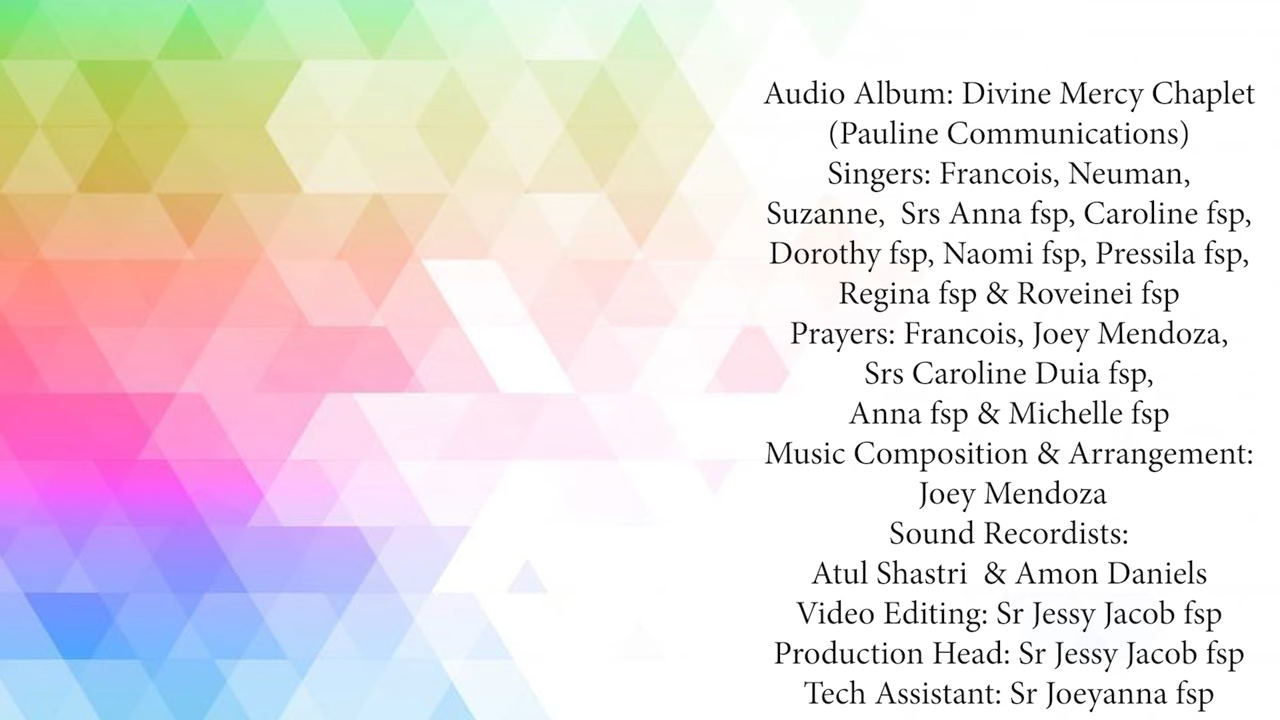 Audio Album: Divine Mercy Chaplet
(Pauline Communications)
Singers: Francois, Neuman,
Suzanne,  Srs Anna fsp, Caroline fsp,
Dorothy fsp, Naomi fsp, Pressila fsp,
Regina fsp & Roveinei fsp
Prayers: Francois, Joey Mendoza,
Srs Caroline Duia fsp,
Anna fsp & Michelle fsp
Music Composition & Arrangement:
Joey Mendoza
Sound Recordists:
Atul Shastri  & Amon Daniels
Video Editing: Sr Jessy Jacob fsp
Production Head: Sr Jessy Jacob fsp
Tech Assistant: Sr Joeyanna fsp